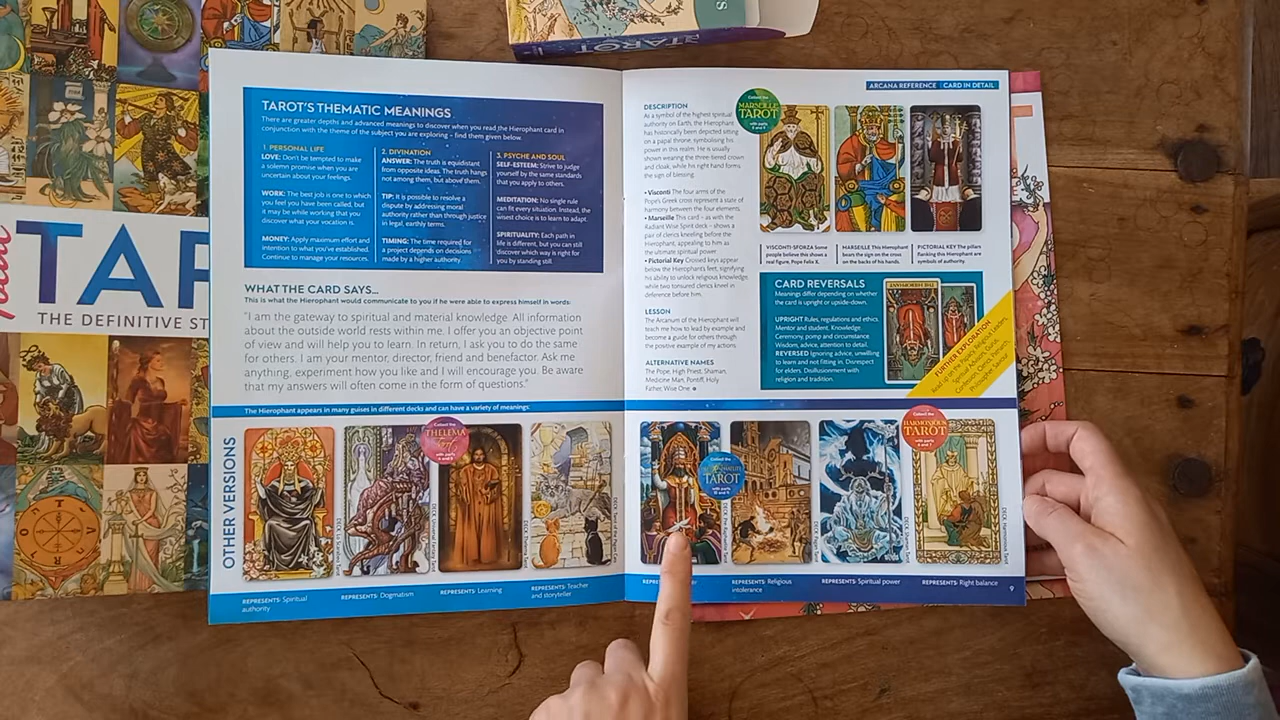 TAROT
TAR
THE DEFINITIVE ST
TAROT'S THEMATIC MEANINGS
There are greater depths and advanced meanings to discover when you read the Hierophant card in
conjunction with the theme of the subject you are exploring – find them given below.
1. PERSONAL LIFE
LOVE: Don't be tempted to make
a solemn promise when you are
uncertain about your feelings.
WORK: The best job is one to which
you feel you have been called, but
it may be while working that you
discover what your vocation is.
MONEY: Apply maximum effort and
intention to what you've established.
Continue to manage your resources.
2. DIVINATION
ANSWER: The truth is equidistant
from opposite ideas. The truth hangs
not among them, but above them.
TIP: It is possible to resolve a
dispute by addressing moral
authority rather than through justice
in legal, earthly terms.
TIMING: The time required for
a project depends on decisions
made by a higher authority.
3. PSYCHE AND SOUL
SELF-ESTEEM: Strive to judge
yourself by the same standards
that you apply to others.
MEDITATION: No single rule
can fit every situation. Instead, the
wisest choice is to learn to adapt.
SPIRITUALITY: Each path in
life is different, but you can still
discover which way is right for
you by standing still.
WHAT THE CARD SAYS...
This is what the Hierophant would communicate to you if he were able to express himself in words:
"I am the gateway to spiritual and material knowledge. All information
about the outside world rests within me. I offer you an objective point
of view and will help you to learn. In return, I ask you to do the same
for others. I am your mentor, director, friend and benefactor. Ask me
anything, experiment how you like and I will encourage you. Be aware
that my answers will often come in the form of questions."
The Hierophant appears in many guises in different decks and can have a variety of meanings:
OTHER VERSIONS
Collect the
THELEMA
REPRESENTS: Spiritual
authority
REPRESENTS: Dogmatism
REPRESENTS: Learning
REPRESENTS: Teacher
and storyteller
ARCANA REFERENCE CARD IN DETAIL
DESCRIPTION
As a symbol of the highest spiritual
authority on Earth, the Hierophant
has historically been depicted sitting
on a papal throne, symbolising his
power in this realm. He is usually
shown wearing the three-tiered crown
and cloak, while his right hand forms
the sign of blessing.
• Visconti The four arms of the
Pope's Greek cross represent a state of
harmony between the four elements.
• Marseille This card – as with the
Radiant Wise Spirit deck – shows a
pair of clerics kneeling before the
Hierophant, appealing to him as
the ultimate spiritual power.
• Pictorial Key Crossed keys appear
below the Hierophant's feet, signifying
his ability to unlock religious knowledge,
while two tonsured clerics kneel in
deference before him.
LESSON
The Arcanum of the Hierophant will
teach me how to lead by example and
become a guide for others through
the positive example of my actions.
ALTERNATIVE NAMES
The Pope, High Priest, Shaman,
Medicine Man, Pontiff, Holy
Father, Wise One
Collect the
MARSEILLE
TAROT
VISCONTI-SFORZA Some
people believe this shows a
real figure, Pope Felix X.
MARSEILLE This Hierophant
bears the sign on the cross
on the backs of his hands.
PICTORIAL KEY The pillars
flanking this Hierophant are
symbols of authority.
CARD REVERSALS
Meanings differ depending on whether
the card is upright or upside-down.
UPRIGHT Rules, regulations and ethics.
Mentor and student. Knowledge.
Ceremony, pomp and circumstance
Wisdom, advice, attention to detail.
REVERSED Ignoring advice, unwilling
to learn and not fitting in. Disrespect
for elders. Disillusionment with
religion and tradition.
THE HIEROPHANT
FURTHER EXPLORATION
Collect the
TAROT
Collect the
HARMONIOUS
TAROT
REPRESENTS: Religious
intolerance
REPRESENTS: Spiritual power
REPRESENTS: Right balance
9